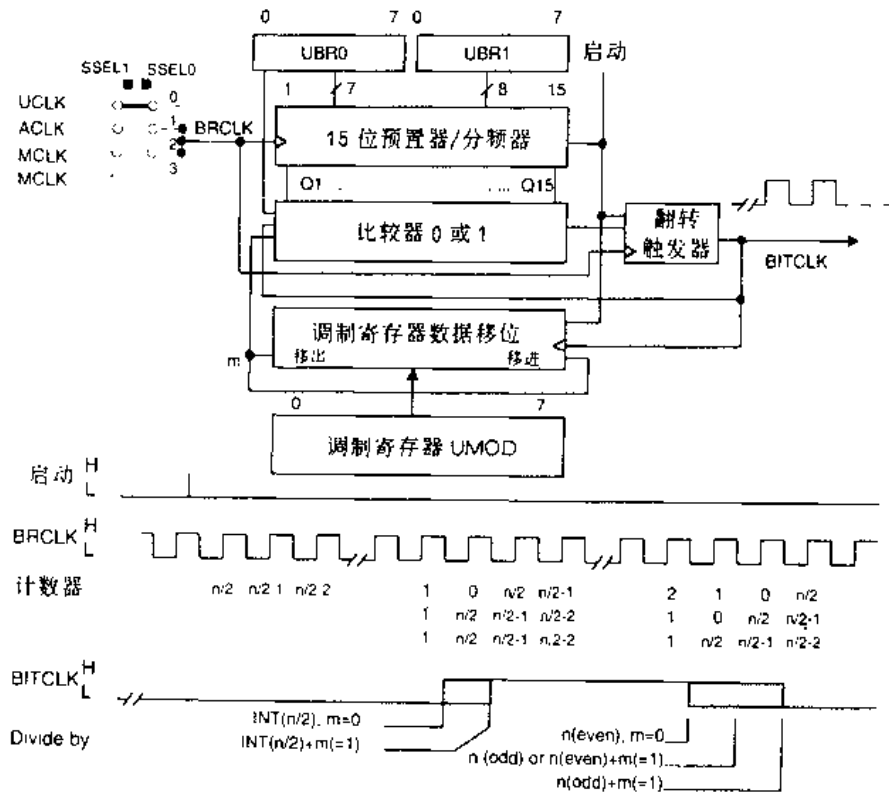 0 7 0 7
UBR0 UBR1 启动
SSEL1 SSEL0
1 7 8 15
UCLK 0
ACLK 1 BRCLK 15 位预置器/分频器
MCLK 2
MCLK 3
Q1 . . . . . . Q15
比较器 0 或 1 翻转
触发器
BITCLK
调制寄存器数据移位
m 移出 移进
0 7
调制寄存器 UMOD
启动 H
L
BRCLK H
L
计数器 n/2 n/2-1 n/2-2 1 0 n/2 n/2-1 2 1 0 n/2
1 n/2 n/2-1 n/2-2 1 0 n/2 n/2-1
1 n/2 n/2-1 n/2-2 1 n/2 n/2-1 n/2-2
BITCLK H
L
INT(n/2), m=0 n(even), m=0
Divide by INT(n/2)+m(=1) n (odd) or n(even)+m(=1)
n(odd)+m(=1)